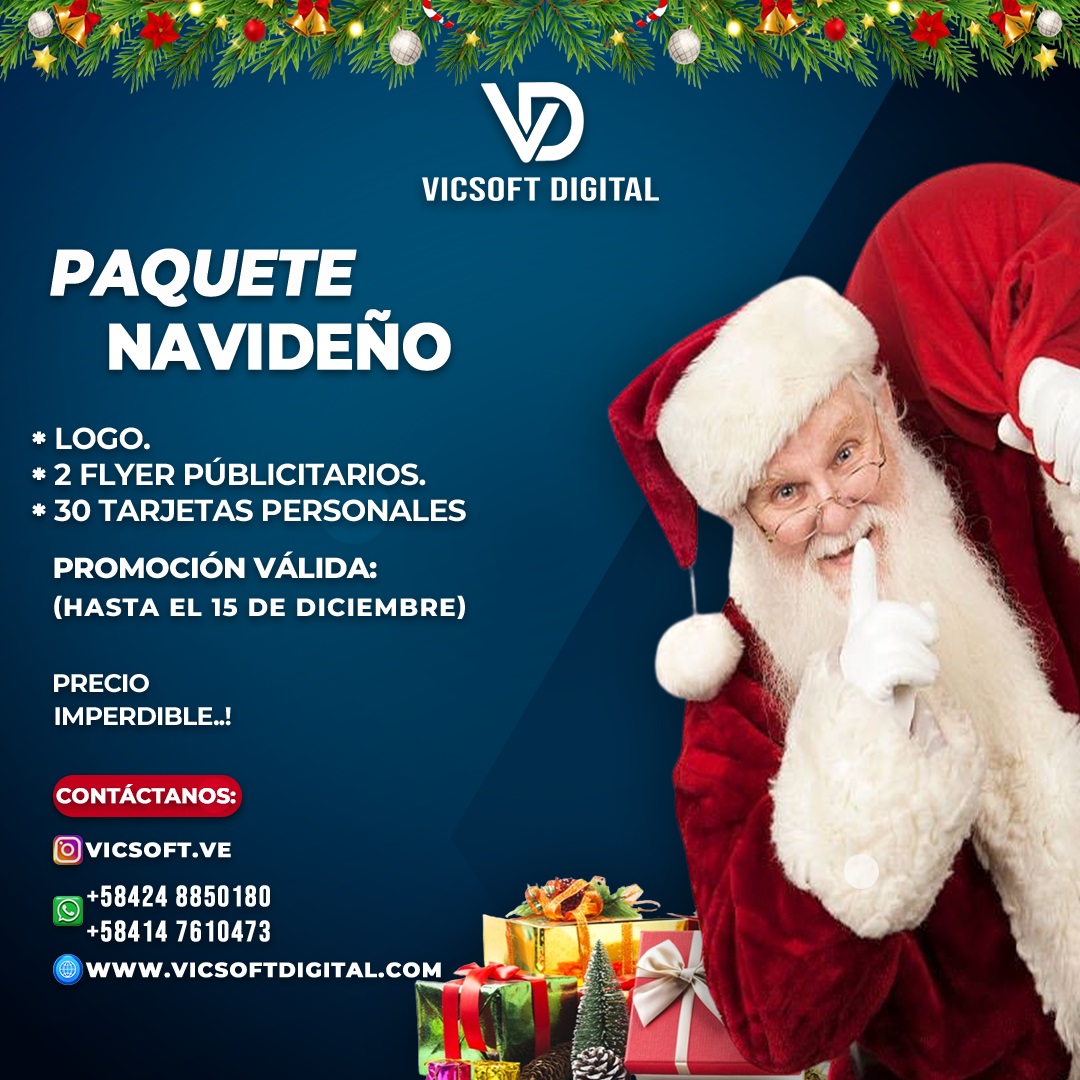 VD
VICSOFT DIGITAL
PAQUETE
NAVIDEÑO
* LOGO.
* 2 FLYER PÚBLICITARIOS.
* 30 TARJETAS PERSONALES
PROMOCIÓN VÁLIDA:
(HASTA EL 15 DE DICIEMBRE)
PRECIO
IMPERDIBLE..!
CONTÁCTANOS:
VICSOFT.VE
+58424 8850180
+58414 7610473
WWW.VICSOFTDIGITAL.COM